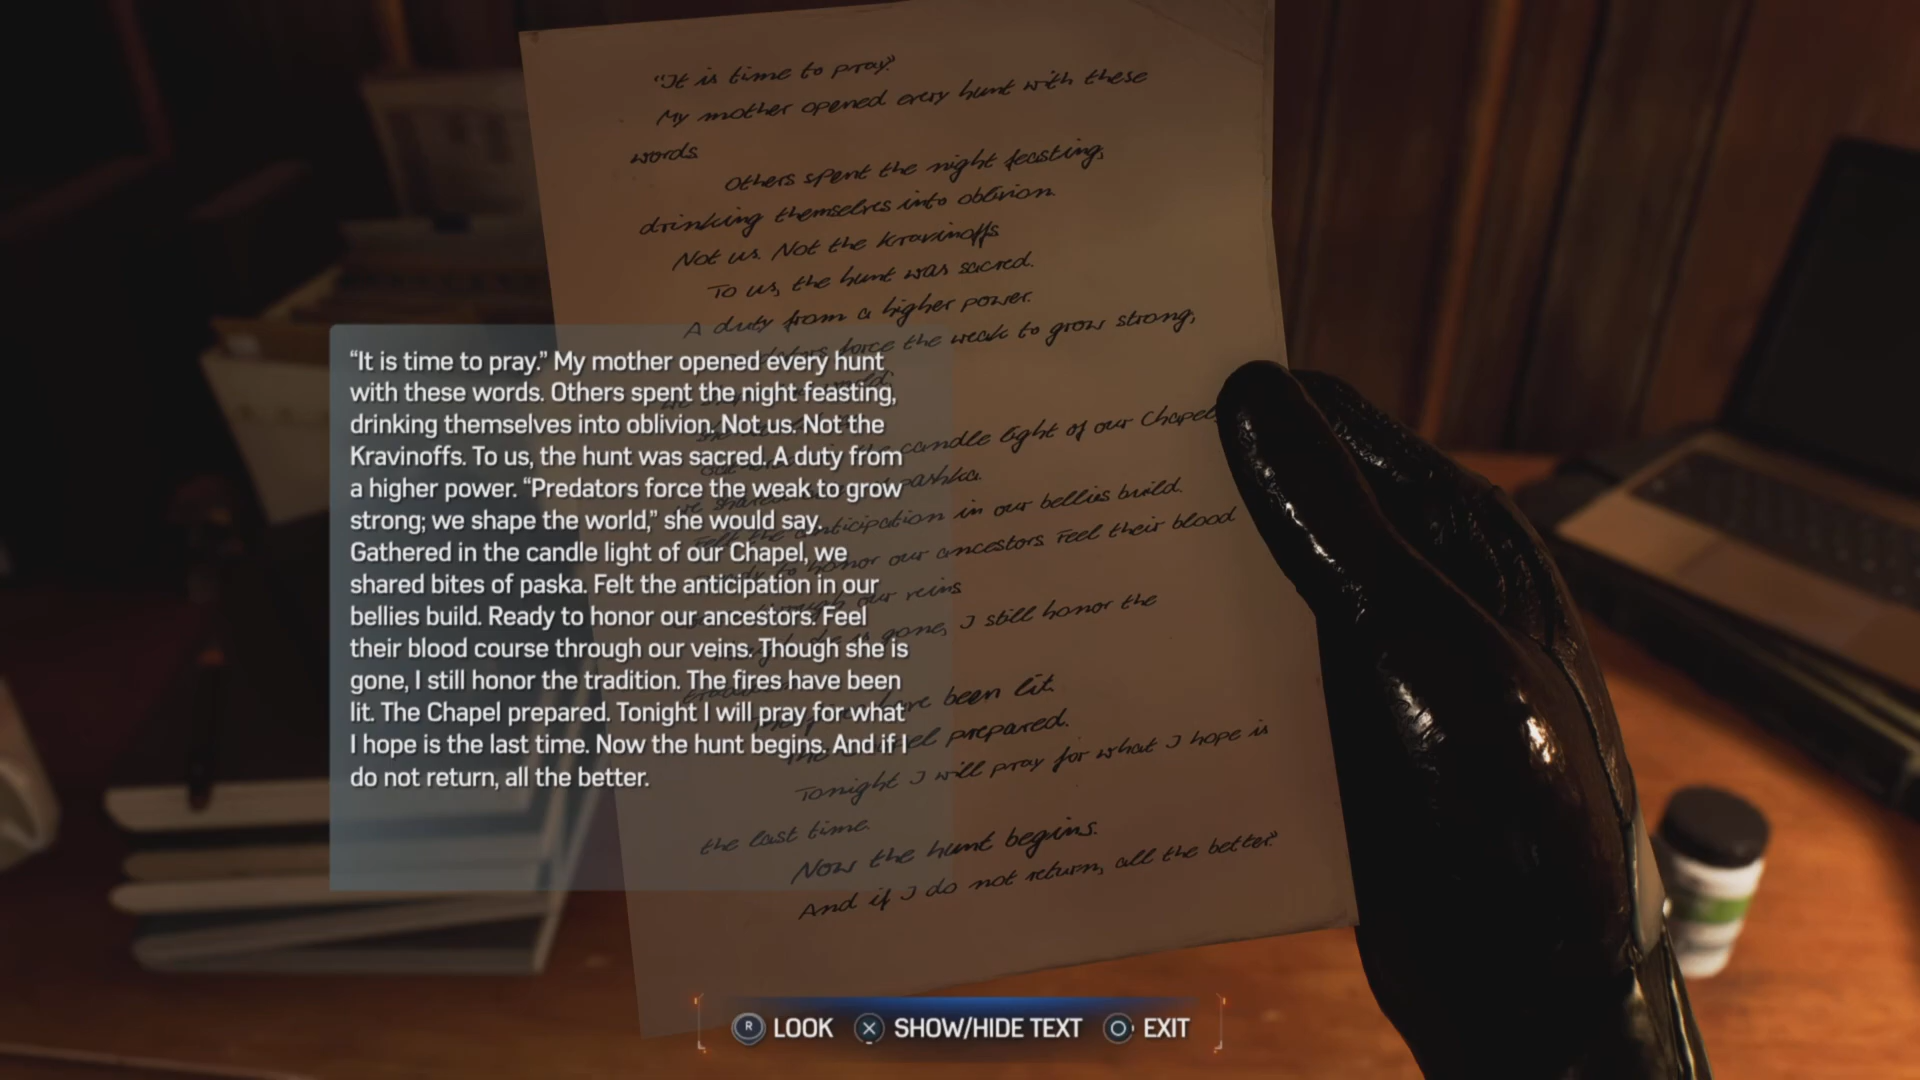 “It is time to pray.”
My mother opened every hunt with these
words.
Others spent the night feasting,
drinking themselves into oblivion.
Not us. Not the Kravinoffs
To us, the hunt was sacred.
A duty from a higher power.
force the weak to grow strong,
candle light of our Chapel,
pashka.
anticipation in our bellies build.
to honor our ancestors. Feel their blood
through our veins
gone, I still honor the
have been lit.
prepared.
Tonight I will pray for what I hope is
the last time.
Now the hunt begins.
And if I do not return, all the better.”
“It is time to pray.” My mother opened every hunt
with these words. Others spent the night feasting,
drinking themselves into oblivion. Not us. Not the
Kravinoffs. To us, the hunt was sacred. A duty from
a higher power. “Predators force the weak to grow
strong; we shape the world,” she would say.
Gathered in the candle light of our Chapel, we
shared bites of paska. Felt the anticipation in our
bellies build. Ready to honor our ancestors. Feel
their blood course through our veins. Though she is
gone, I still honor the tradition. The fires have been
lit. The Chapel prepared. Tonight I will pray for what
I hope is the last time. Now the hunt begins. And if I
do not return, all the better.
R LOOK SHOW/HIDE TEXT EXIT